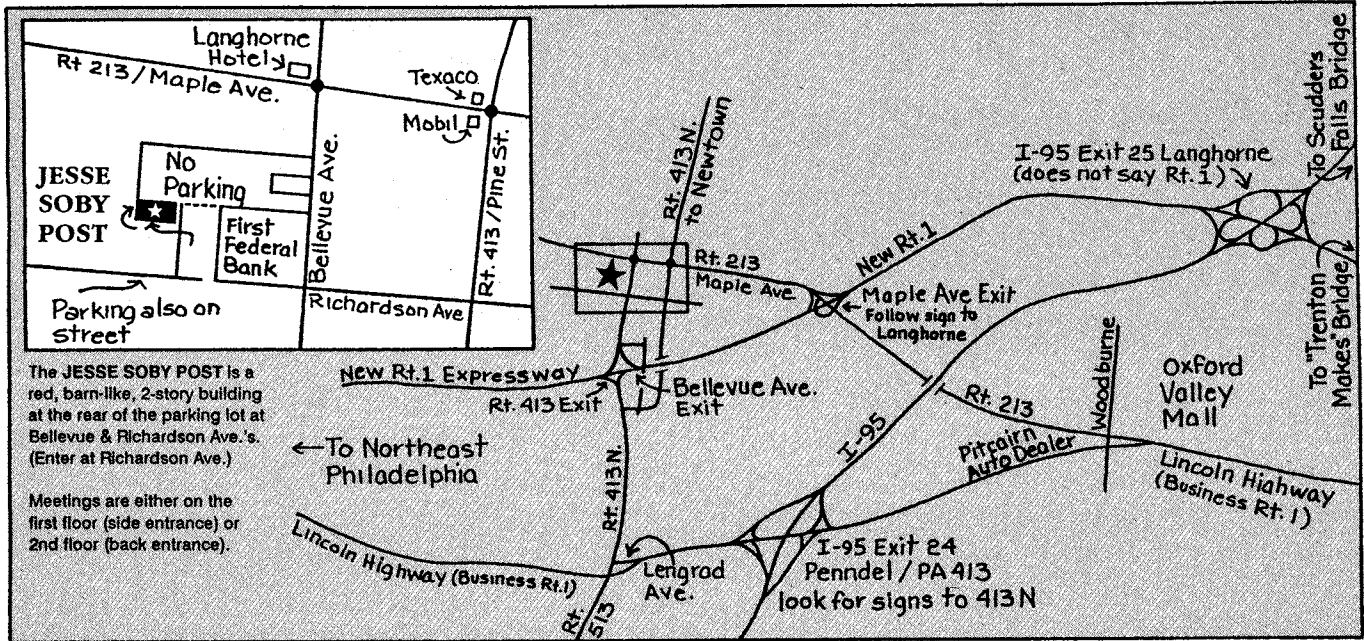 Langhorne
Hotel
Rt 213 / Maple Ave.
Texaco
Mobil
No
Parking
JESSE
SOBY
POST
First
Federal
Bank
Bellevue Ave.
Rt. 413 / Pine St.
Richardson Ave
Parking also on
street
The JESSE SOBY POST is a
red, barn-like, 2-story building
at the rear of the parking lot at
Bellevue & Richardson Ave.'s.
(Enter at Richardson Ave.)
Meetings are either on the
first floor (side entrance) or
2nd floor (back entrance).
Rt. 413 N.
to Newtown
Rt. 213
Maple Ave
New Rt. 1
I-95 Exit 25 Langhorne
(does not say Rt. 1)
To Scudders
Falls Bridge
To "Trenton
Makes" Bridge
Maple Ave Exit
Follow sign to
Langhorne
New Rt. 1 Expressway
Rt. 413 Exit
Bellevue Ave.
Exit
←To Northeast
Philadelphia
Rt. 413 N.
I-95
Rt. 213
Woodburne
Oxford
Valley
Mall
Pitcairn
Auto Dealer
Lincoln Highway
(Business Rt. 1)
Lincoln Highway (Business Rt.1)
Lengrad
Ave.
I-95 Exit 24
Penndel / PA 413
look for signs to 413 N
Rt.
513